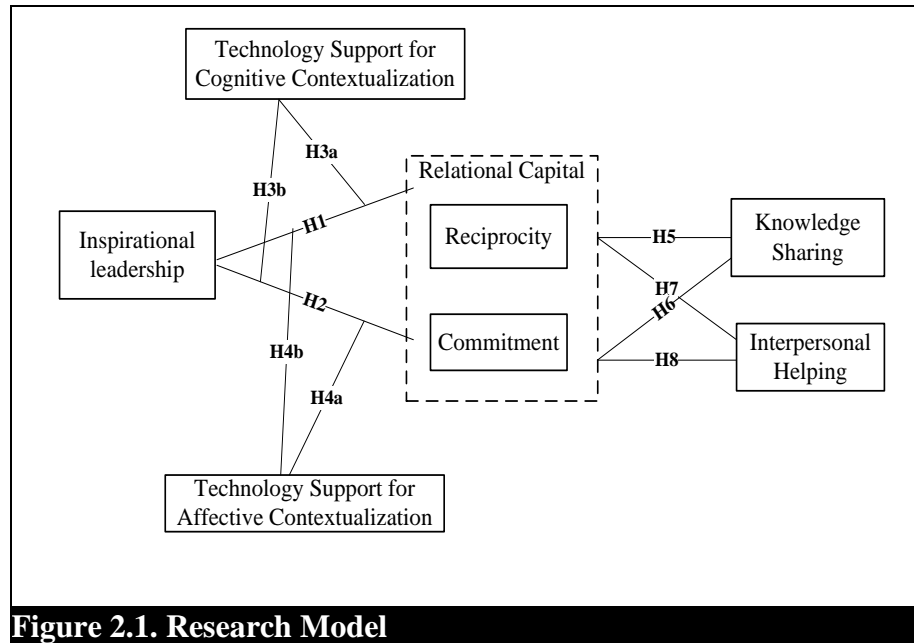 Technology Support for
Cognitive Contextualization
H3a
H3b
Relational Capital
H1
Inspirational
leadership
Reciprocity
Knowledge
Sharing
H5
H7
H6
H2
Commitment
Interpersonal
Helping
H8
H4b
H4a
Technology Support for
Affective Contextualization
Figure 2.1. Research Model